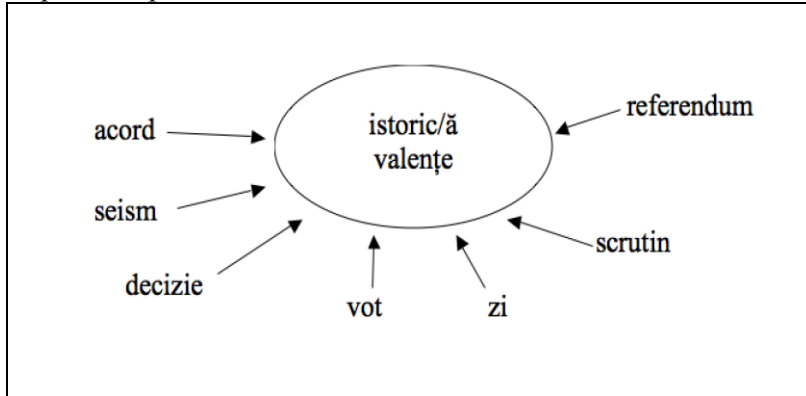 istoric/ă
valențe
acord
seism
decizie
vot
zi
scrutin
referendum